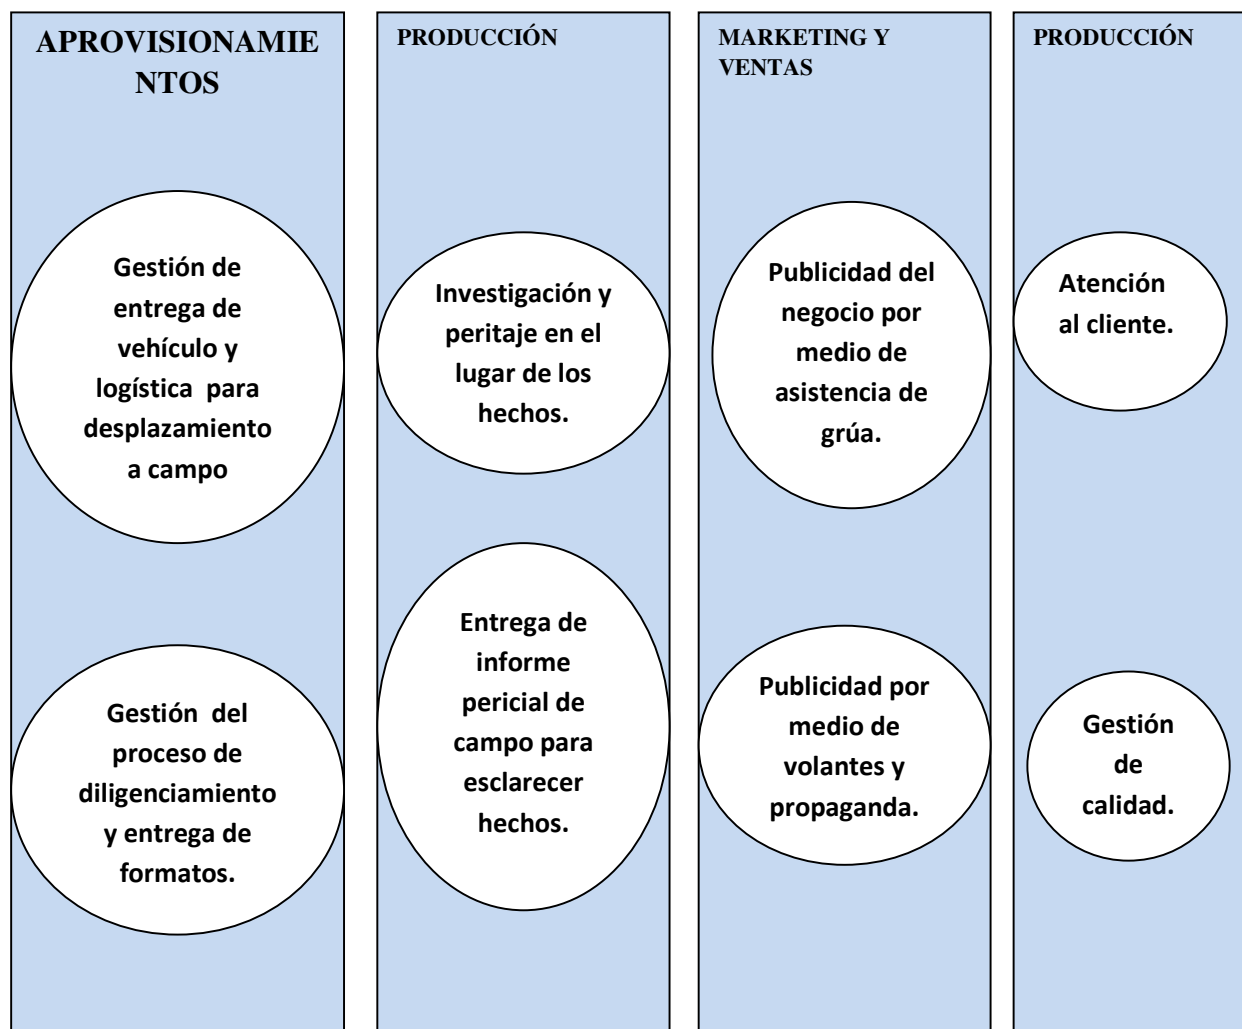 APROVISIONAMIE
NTOS
Gestión de
entrega de
vehículo y
logística para
desplazamiento
a campo
Gestión del
proceso de
diligenciamiento
y entrega de
formatos.
PRODUCCIÓN
Investigación y
peritaje en el
lugar de los
hechos.
Entrega de
informe
pericial de
campo para
esclarecer
hechos.
MARKETING Y
VENTAS
Publicidad del
negocio por
medio de
asistencia de
grúa.
Publicidad por
medio de
volantes y
propaganda.
PRODUCCIÓN
Atención
al cliente.
Gestión
de
calidad.